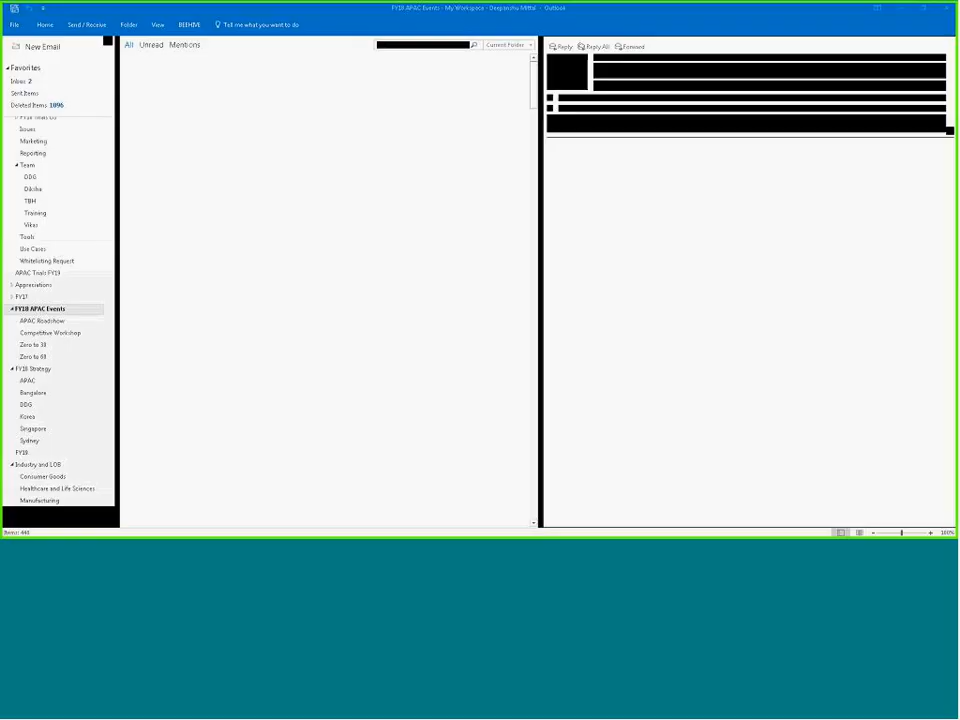 FY18 APAC Events - My Workspace - Deepanshu Mittal - Outlook
File Home Send / Receive Folder View BEEHIVE Tell me what you want to do
New Email
All Unread Mentions
Current Folder
Reply Reply All Forward
Favorites
Inbox 2
Sent Items
Deleted Items 1896
Issues
Marketing
Reporting
Team
DDG
Diksha
TBH
Training
Vikas
Tools
Use Cases
Whitelisting Request
APAC Trials FY19
Appreciations
FY17
FY18 APAC Events
APAC Roadshow
Competitive Workshop
Zero to 30
Zero to 60
FY18 Strategy
APAC
Bangalore
DDG
Korea
Singapore
Sydney
FY19
Industry and LOB
Consumer Goods
Healthcare and Life Sciences
Manufacturing
Items: 448
100%